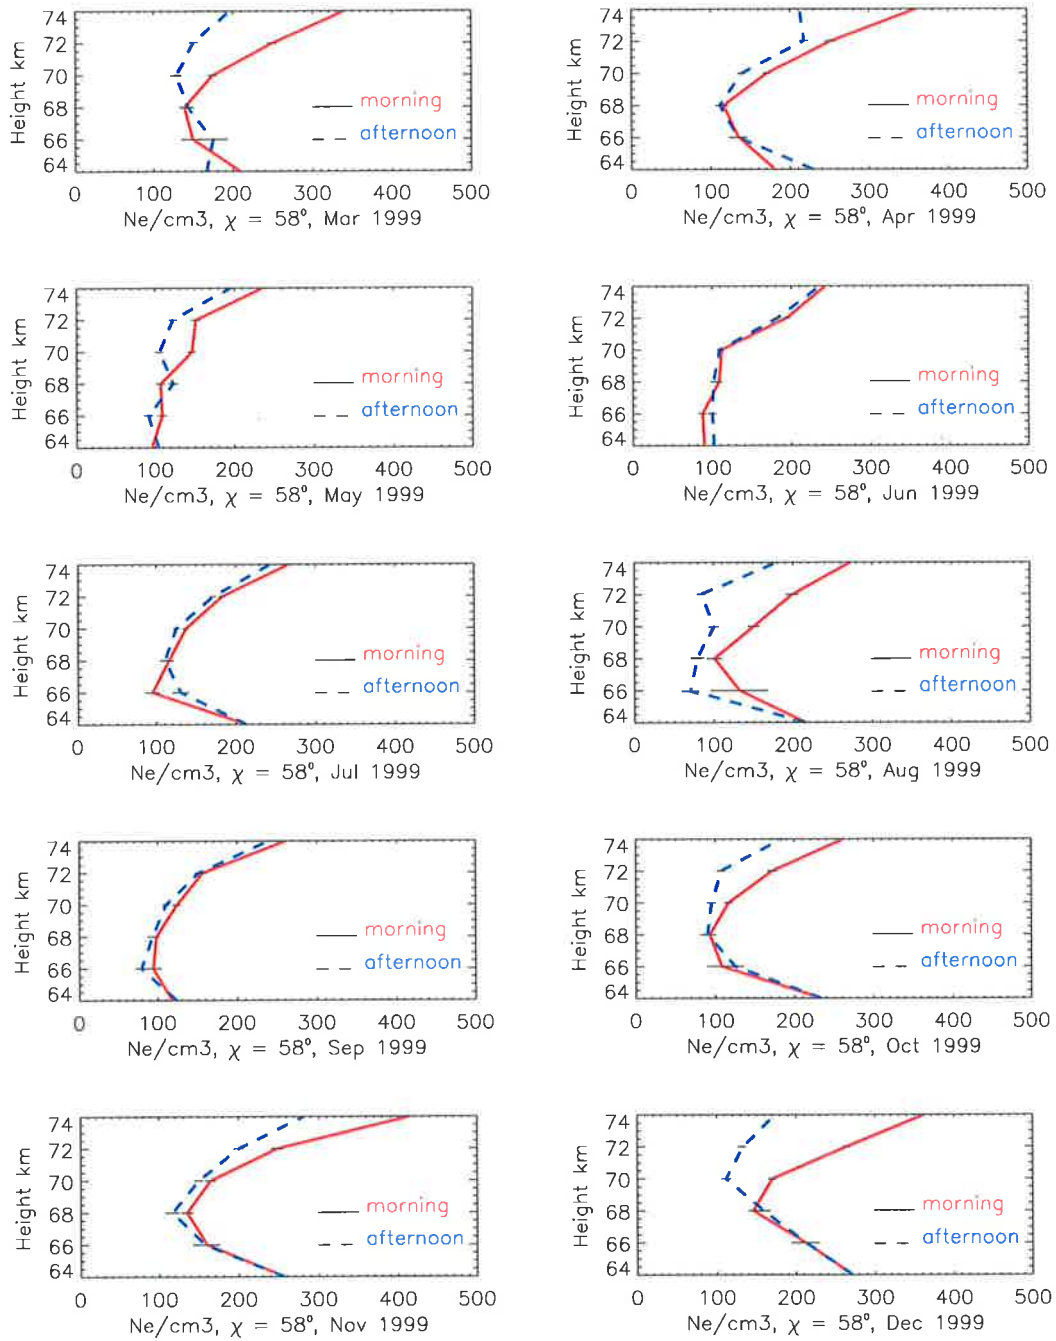 74
72
70
68
66
64
Height km
morning
afternoon
0 100 200 300 400 500
Ne/cm3, χ = 58°, Mar 1999
74
72
70
68
66
64
Height km
morning
afternoon
0 100 200 300 400 500
Ne/cm3, χ = 58°, Apr 1999
74
72
70
68
66
64
Height km
morning
afternoon
0 100 200 300 400 500
Ne/cm3, χ = 58°, May 1999
74
72
70
68
66
64
Height km
morning
afternoon
0 100 200 300 400 500
Ne/cm3, χ = 58°, Jun 1999
74
72
70
68
66
64
Height km
morning
afternoon
0 100 200 300 400 500
Ne/cm3, χ = 58°, Jul 1999
74
72
70
68
66
64
Height km
morning
afternoon
0 100 200 300 400 500
Ne/cm3, χ = 58°, Aug 1999
74
72
70
68
66
64
Height km
morning
afternoon
0 100 200 300 400 500
Ne/cm3, χ = 58°, Sep 1999
74
72
70
68
66
64
Height km
morning
afternoon
0 100 200 300 400 500
Ne/cm3, χ = 58°, Oct 1999
74
72
70
68
66
64
Height km
morning
afternoon
0 100 200 300 400 500
Ne/cm3, χ = 58°, Nov 1999
74
72
70
68
66
64
Height km
morning
afternoon
0 100 200 300 400 500
Ne/cm3, χ = 58°, Dec 1999